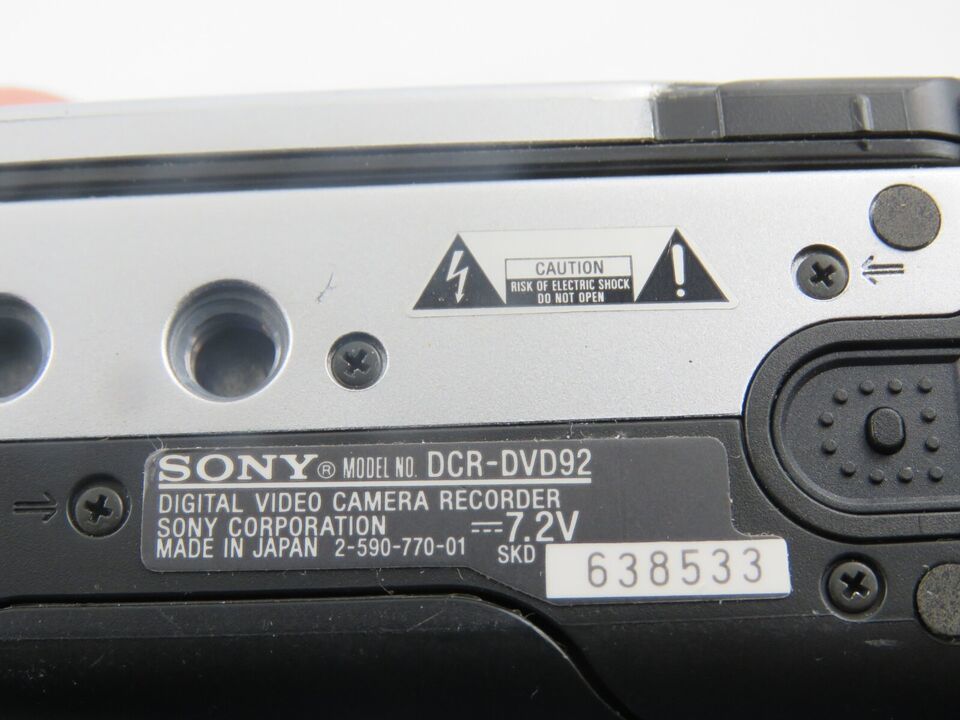 CAUTION
RISK OF ELECTRIC SHOCK
DO NOT OPEN
SONY® MODEL NO. DCR-DVD92
DIGITAL VIDEO CAMERA RECORDER
SONY CORPORATION ⎓7.2V
MADE IN JAPAN 2-590-770-01 SKD 638533